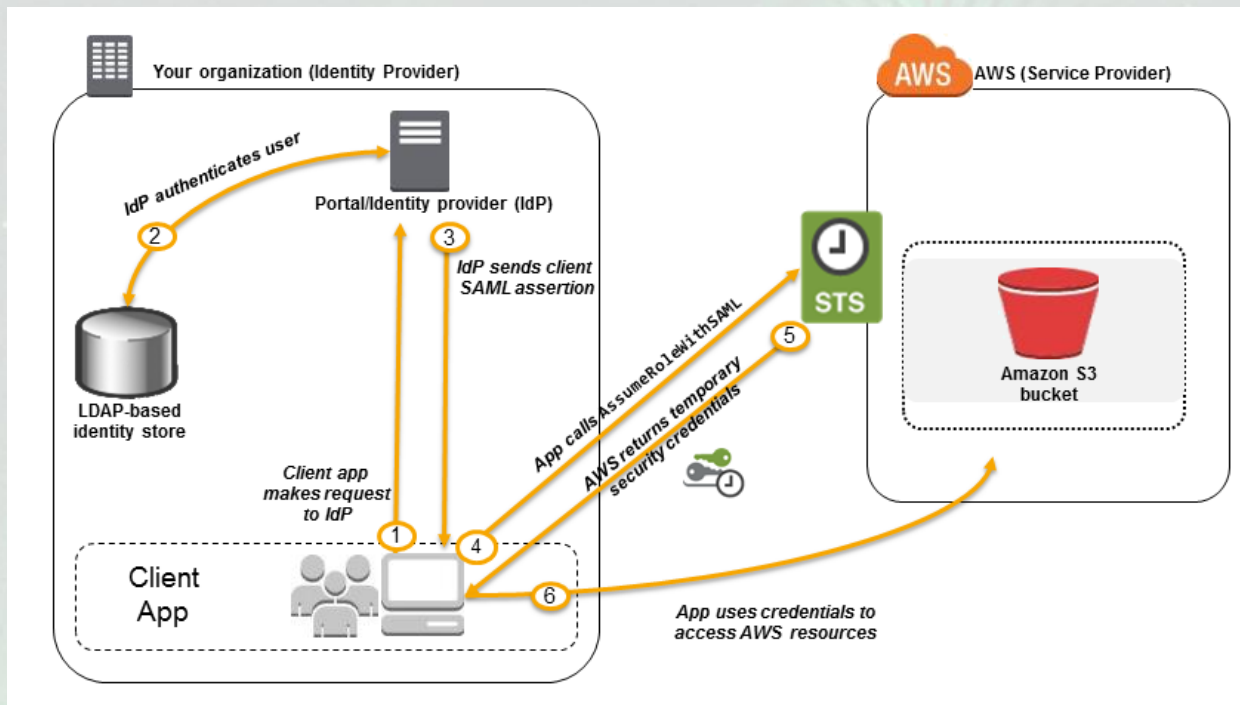 Your organization (Identity Provider)
AWS
AWS (Service Provider)
IdP authenticates user
Portal/Identity provider (IdP)
2
3
IdP sends client
SAML assertion
LDAP-based
identity store
STS
5
Amazon S3
bucket
App calls AssumeRoleWithSAML
AWS returns temporary
security credentials
Client app
makes request
to IdP
1
4
Client
App
6
App uses credentials to
access AWS resources